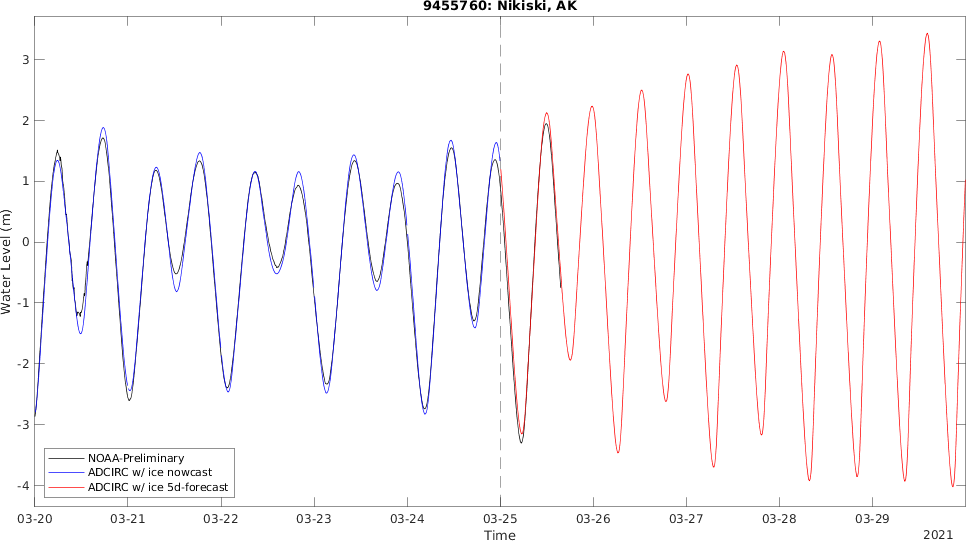 9455760: Nikiski, AK
Water Level (m)
3
2
1
0
-1
-2
-3
-4
NOAA-Preliminary
ADCIRC w/ ice nowcast
ADCIRC w/ ice 5d-forecast
03-20 03-21 03-22 03-23 03-24 03-25 03-26 03-27 03-28 03-29
Time
2021